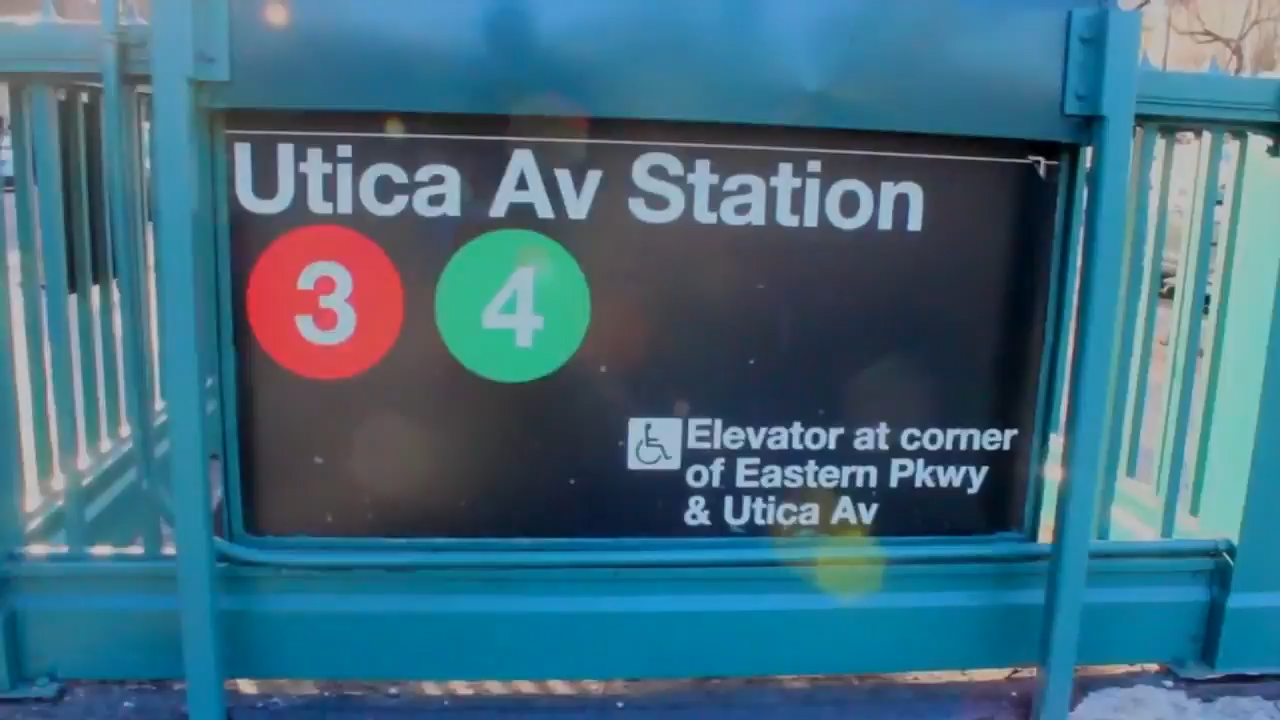 Utica Av Station
3 4
Elevator at corner
of Eastern Pkwy
& Utica Av